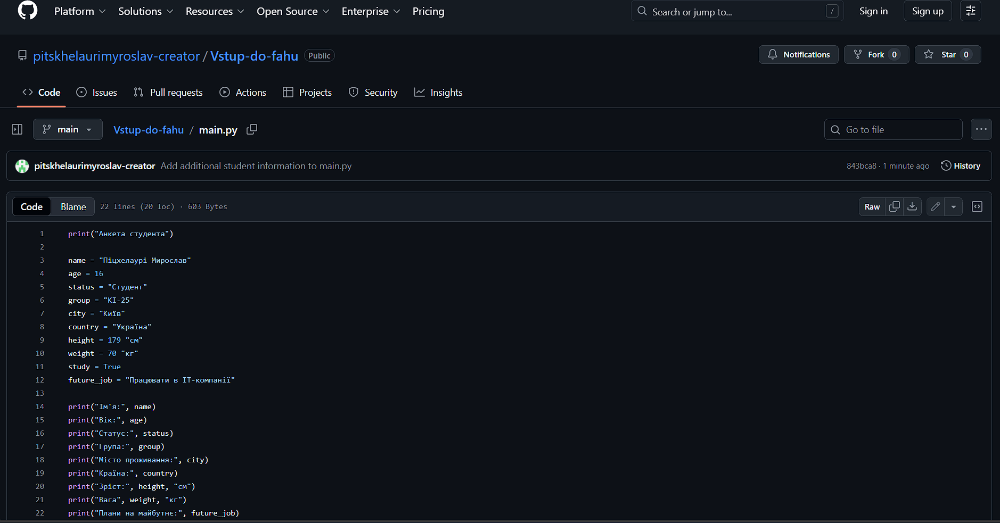 Platform Solutions Resources Open Source Enterprise Pricing Search or jump to... / Sign in Sign up
pitskhelaurimyroslav-creator / Vstup-do-fahu Public Notifications Fork 0 Star 0
Code Issues Pull requests Actions Projects Security Insights
main Vstup-do-fahu / main.py Go to file
pitskhelaurimyroslav-creator Add additional student information to main.py 843bca8 · 1 minute ago History
Code Blame 22 lines (20 loc) · 603 Bytes Raw
1 print("Анкета студента")
2
3 name = "Піцхелаурі Мирослав"
4 age = 16
5 status = "Студент"
6 group = "КІ-25"
7 city = "Київ"
8 country = "Україна"
9 height = 179 "см"
10 weight = 70 "кг"
11 study = True
12 future_job = "Працювати в ІТ-компанії"
13
14 print("Ім'я:", name)
15 print("Вік:", age)
16 print("Статус:", status)
17 print("Група:", group)
18 print("Місто проживання:", city)
19 print("Країна:", country)
20 print("Зріст:", height, "см")
21 print("Вага", weight, "кг")
22 print("Плани на майбутнє:", future_job)